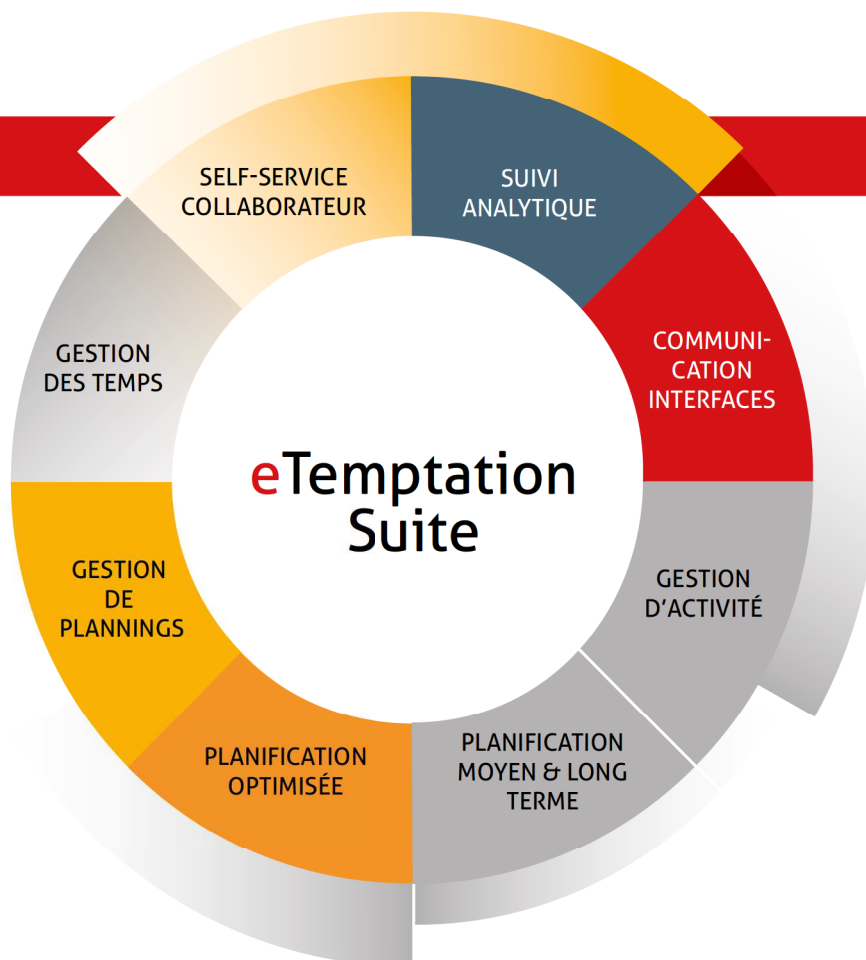 SELF-SERVICE
COLLABORATEUR
SUIVI
ANALYTIQUE
COMMUNI-
CATION
INTERFACES
GESTION
D'ACTIVITÉ
PLANIFICATION
MOYEN & LONG
TERME
PLANIFICATION
OPTIMISÉE
GESTION
DE
PLANNINGS
GESTION
DES TEMPS
eTemptation
Suite